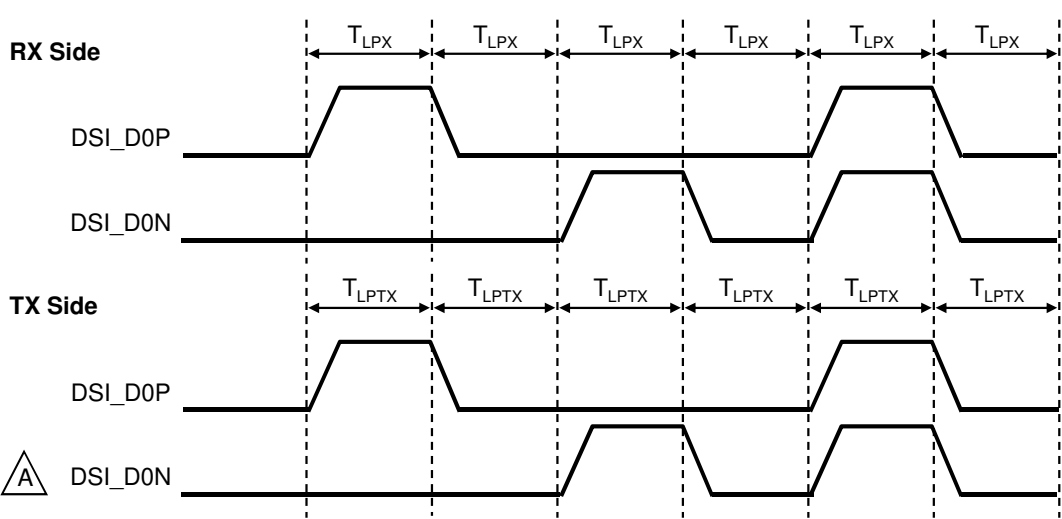 T_LPX T_LPX T_LPX T_LPX T_LPX T_LPX
RX Side
DSI_D0P
DSI_D0N
T_LPTX T_LPTX T_LPTX T_LPTX T_LPTX T_LPTX
TX Side
DSI_D0P
A DSI_D0N